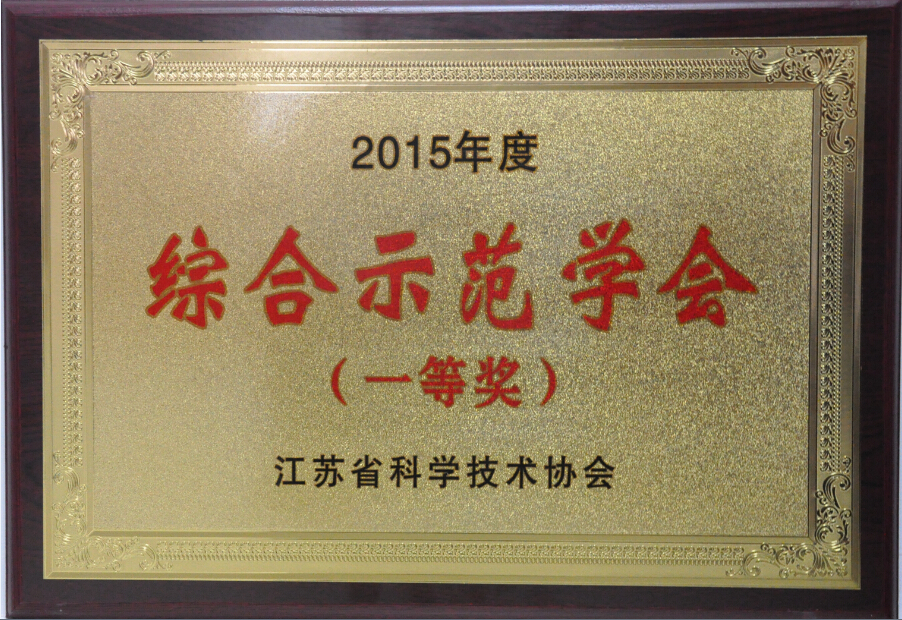 2015年度
综合示范学会
（一等奖）
江苏省科学技术协会